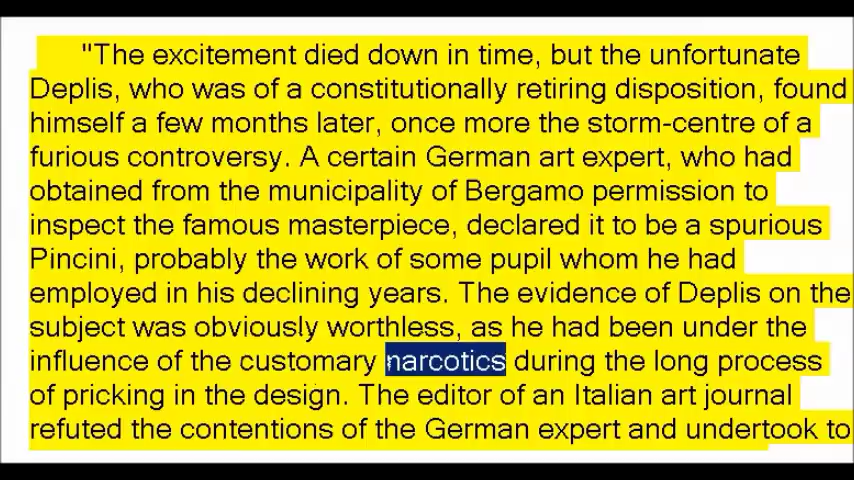 "The excitement died down in time, but the unfortunate
Deplis, who was of a constitutionally retiring disposition, found
himself a few months later, once more the storm-centre of a
furious controversy. A certain German art expert, who had
obtained from the municipality of Bergamo permission to
inspect the famous masterpiece, declared it to be a spurious
Pincini, probably the work of some pupil whom he had
employed in his declining years. The evidence of Deplis on the
subject was obviously worthless, as he had been under the
influence of the customary narcotics during the long process
of pricking in the design. The editor of an Italian art journal
refuted the contentions of the German expert and undertook to